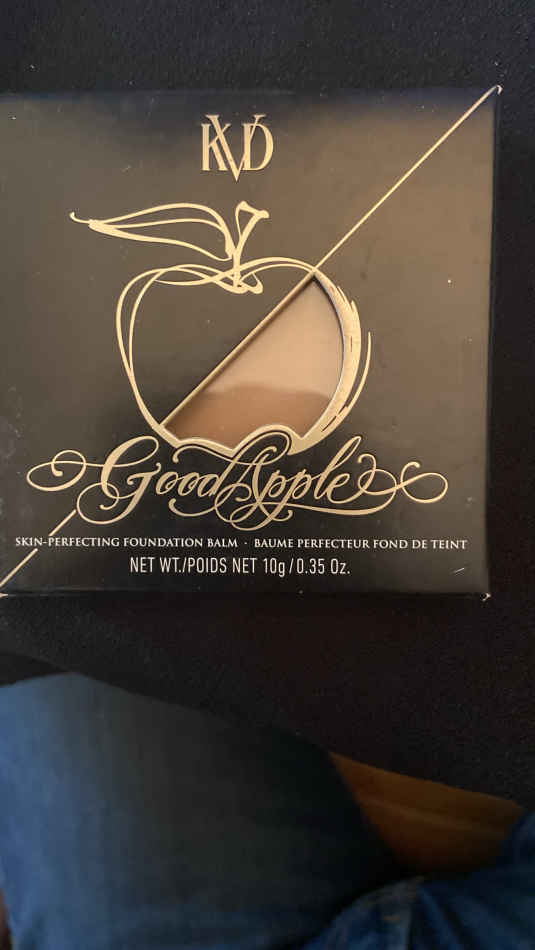 KVD
Good Apple
SKIN-PERFECTING FOUNDATION BALM · BAUME PERFECTEUR FOND DE TEINT
NET WT./POIDS NET 10g/0.35 Oz.